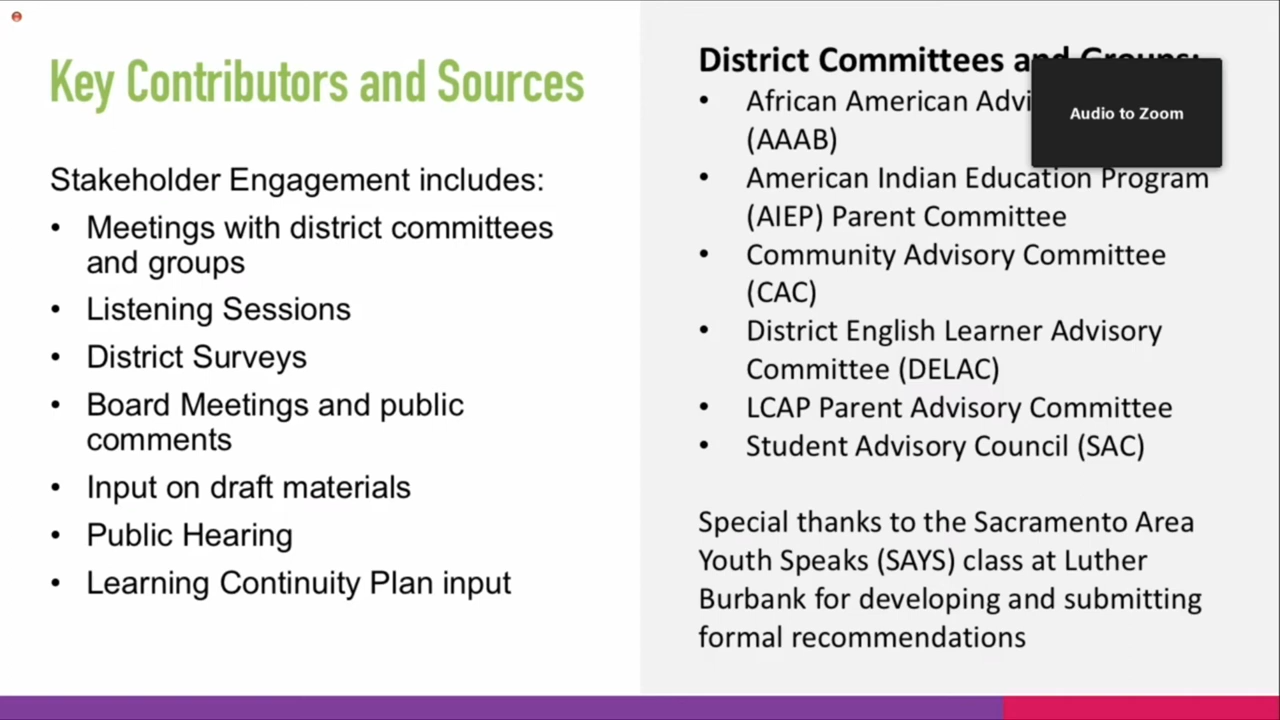 Key Contributors and Sources
Stakeholder Engagement includes:
• Meetings with district committees
and groups
• Listening Sessions
• District Surveys
• Board Meetings and public
comments
• Input on draft materials
• Public Hearing
• Learning Continuity Plan input
District Committees and Groups:
Audio to Zoom
• African American
(AAAB)
• American Indian Education Program
(AIEP) Parent Committee
• Community Advisory Committee
(CAC)
• District English Learner Advisory
Committee (DELAC)
• LCAP Parent Advisory Committee
• Student Advisory Council (SAC)
Special thanks to the Sacramento Area
Youth Speaks (SAYS) class at Luther
Burbank for developing and submitting
formal recommendations